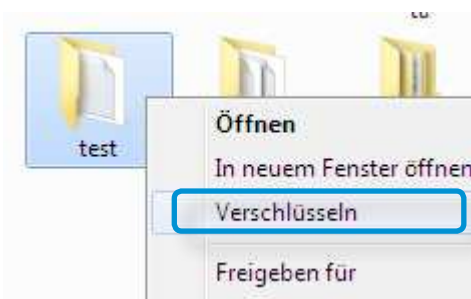 test
Öffnen
In neuem Fenster öffnen
Verschlüsseln
Freigeben für